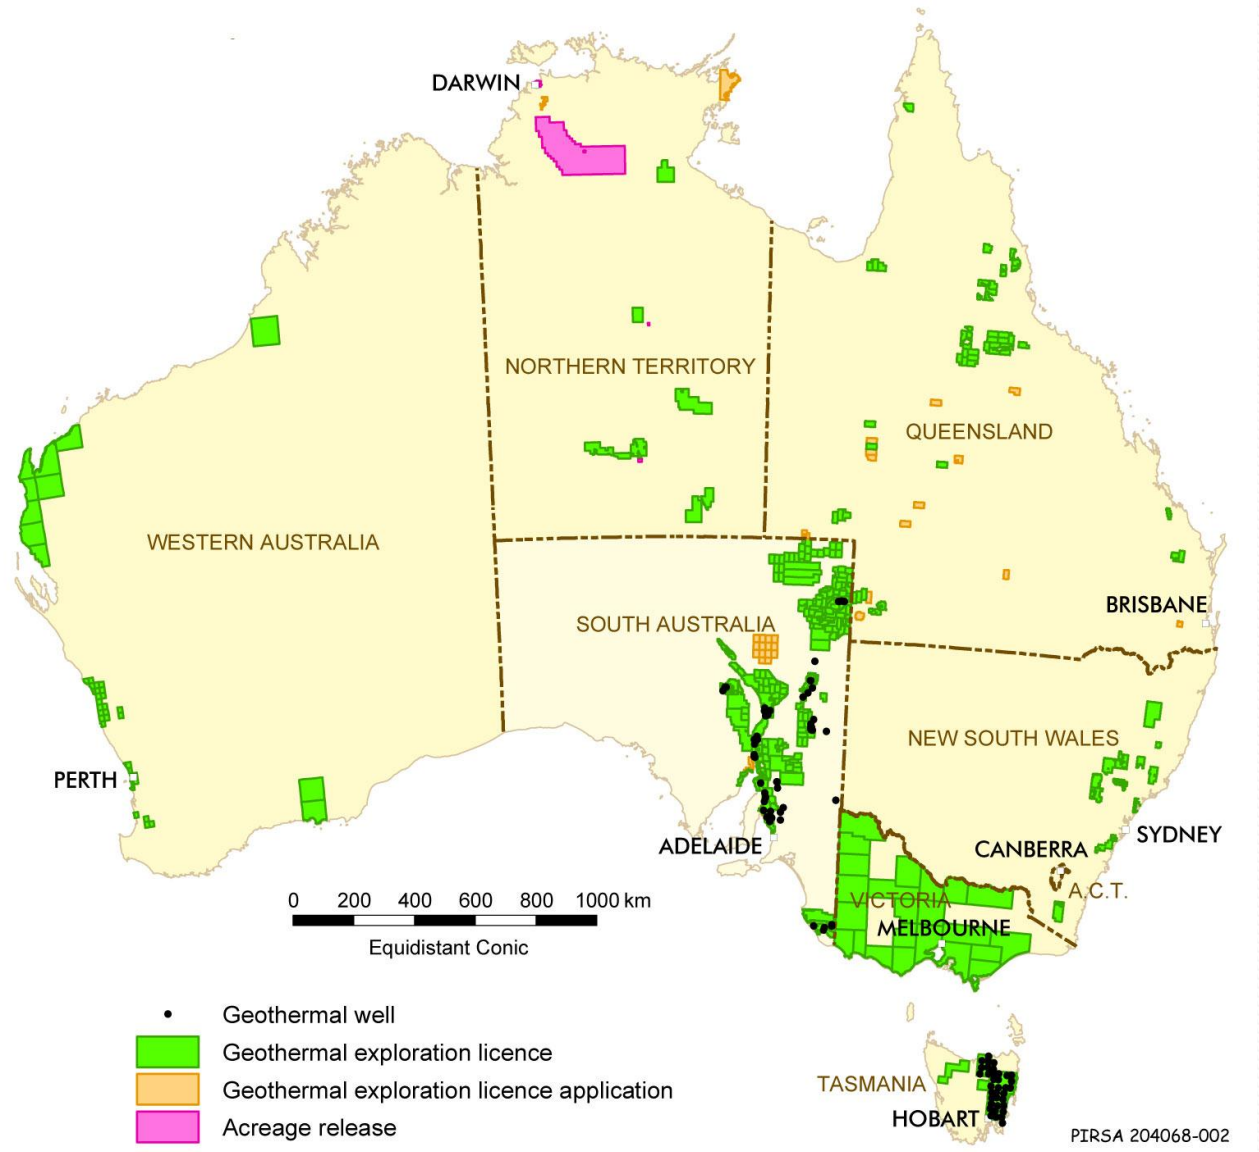 DARWIN
NORTHERN TERRITORY
QUEENSLAND
WESTERN AUSTRALIA
SOUTH AUSTRALIA
BRISBANE
NEW SOUTH WALES
PERTH
ADELAIDE
SYDNEY
CANBERRA
A.C.T.
VICTORIA
MELBOURNE
0 200 400 600 800 1000 km
Equidistant Conic
Geothermal well
Geothermal exploration licence
Geothermal exploration licence application
Acreage release
TASMANIA
HOBART
PIRSA 204068-002